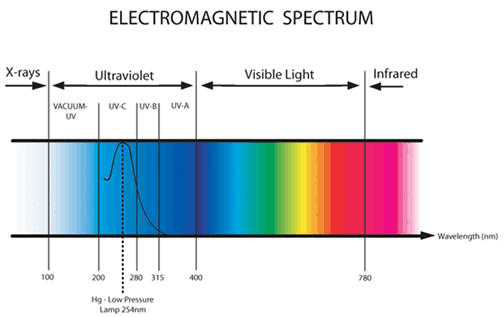 ELECTROMAGNETIC SPECTRUM
X-rays Ultraviolet Visible Light Infrared
VACUUM-
UV
UV-C UV-B UV-A
Wavelength (nm)
100 200 280 315 400 780
Hg - Low Pressure
Lamp 254nm